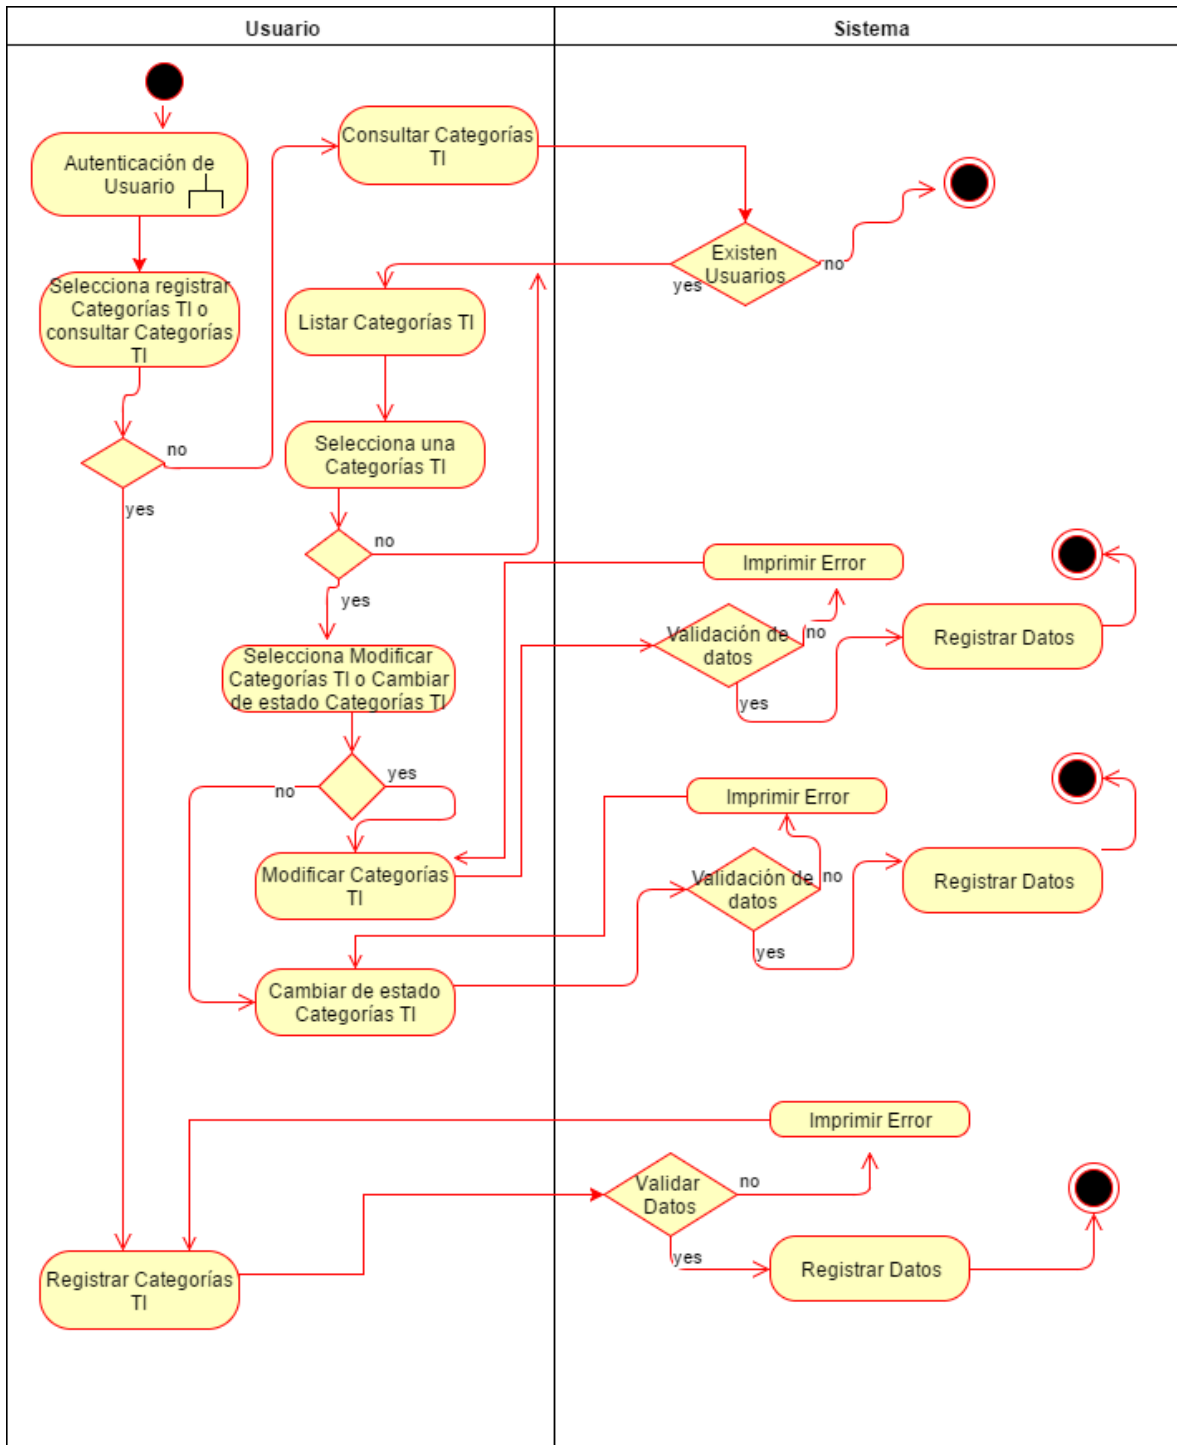 Usuario
Sistema
Autenticación de
Usuario
Consultar Categorías
TI
Existen
Usuarios
no
yes
Selecciona registrar
Categorías TI o
consultar Categorías
TI
Listar Categorías TI
no
yes
Selecciona una
Categorías TI
no
yes
Imprimir Error
Validación de
datos
no
yes
Registrar Datos
Selecciona Modificar
Categorías TI o Cambiar
de estado Categorías TI
yes
no
Imprimir Error
Modificar Categorías
TI
Validación de
datos
no
yes
Registrar Datos
Cambiar de estado
Categorías TI
Imprimir Error
Validar
Datos
no
yes
Registrar Datos
Registrar Categorías
TI